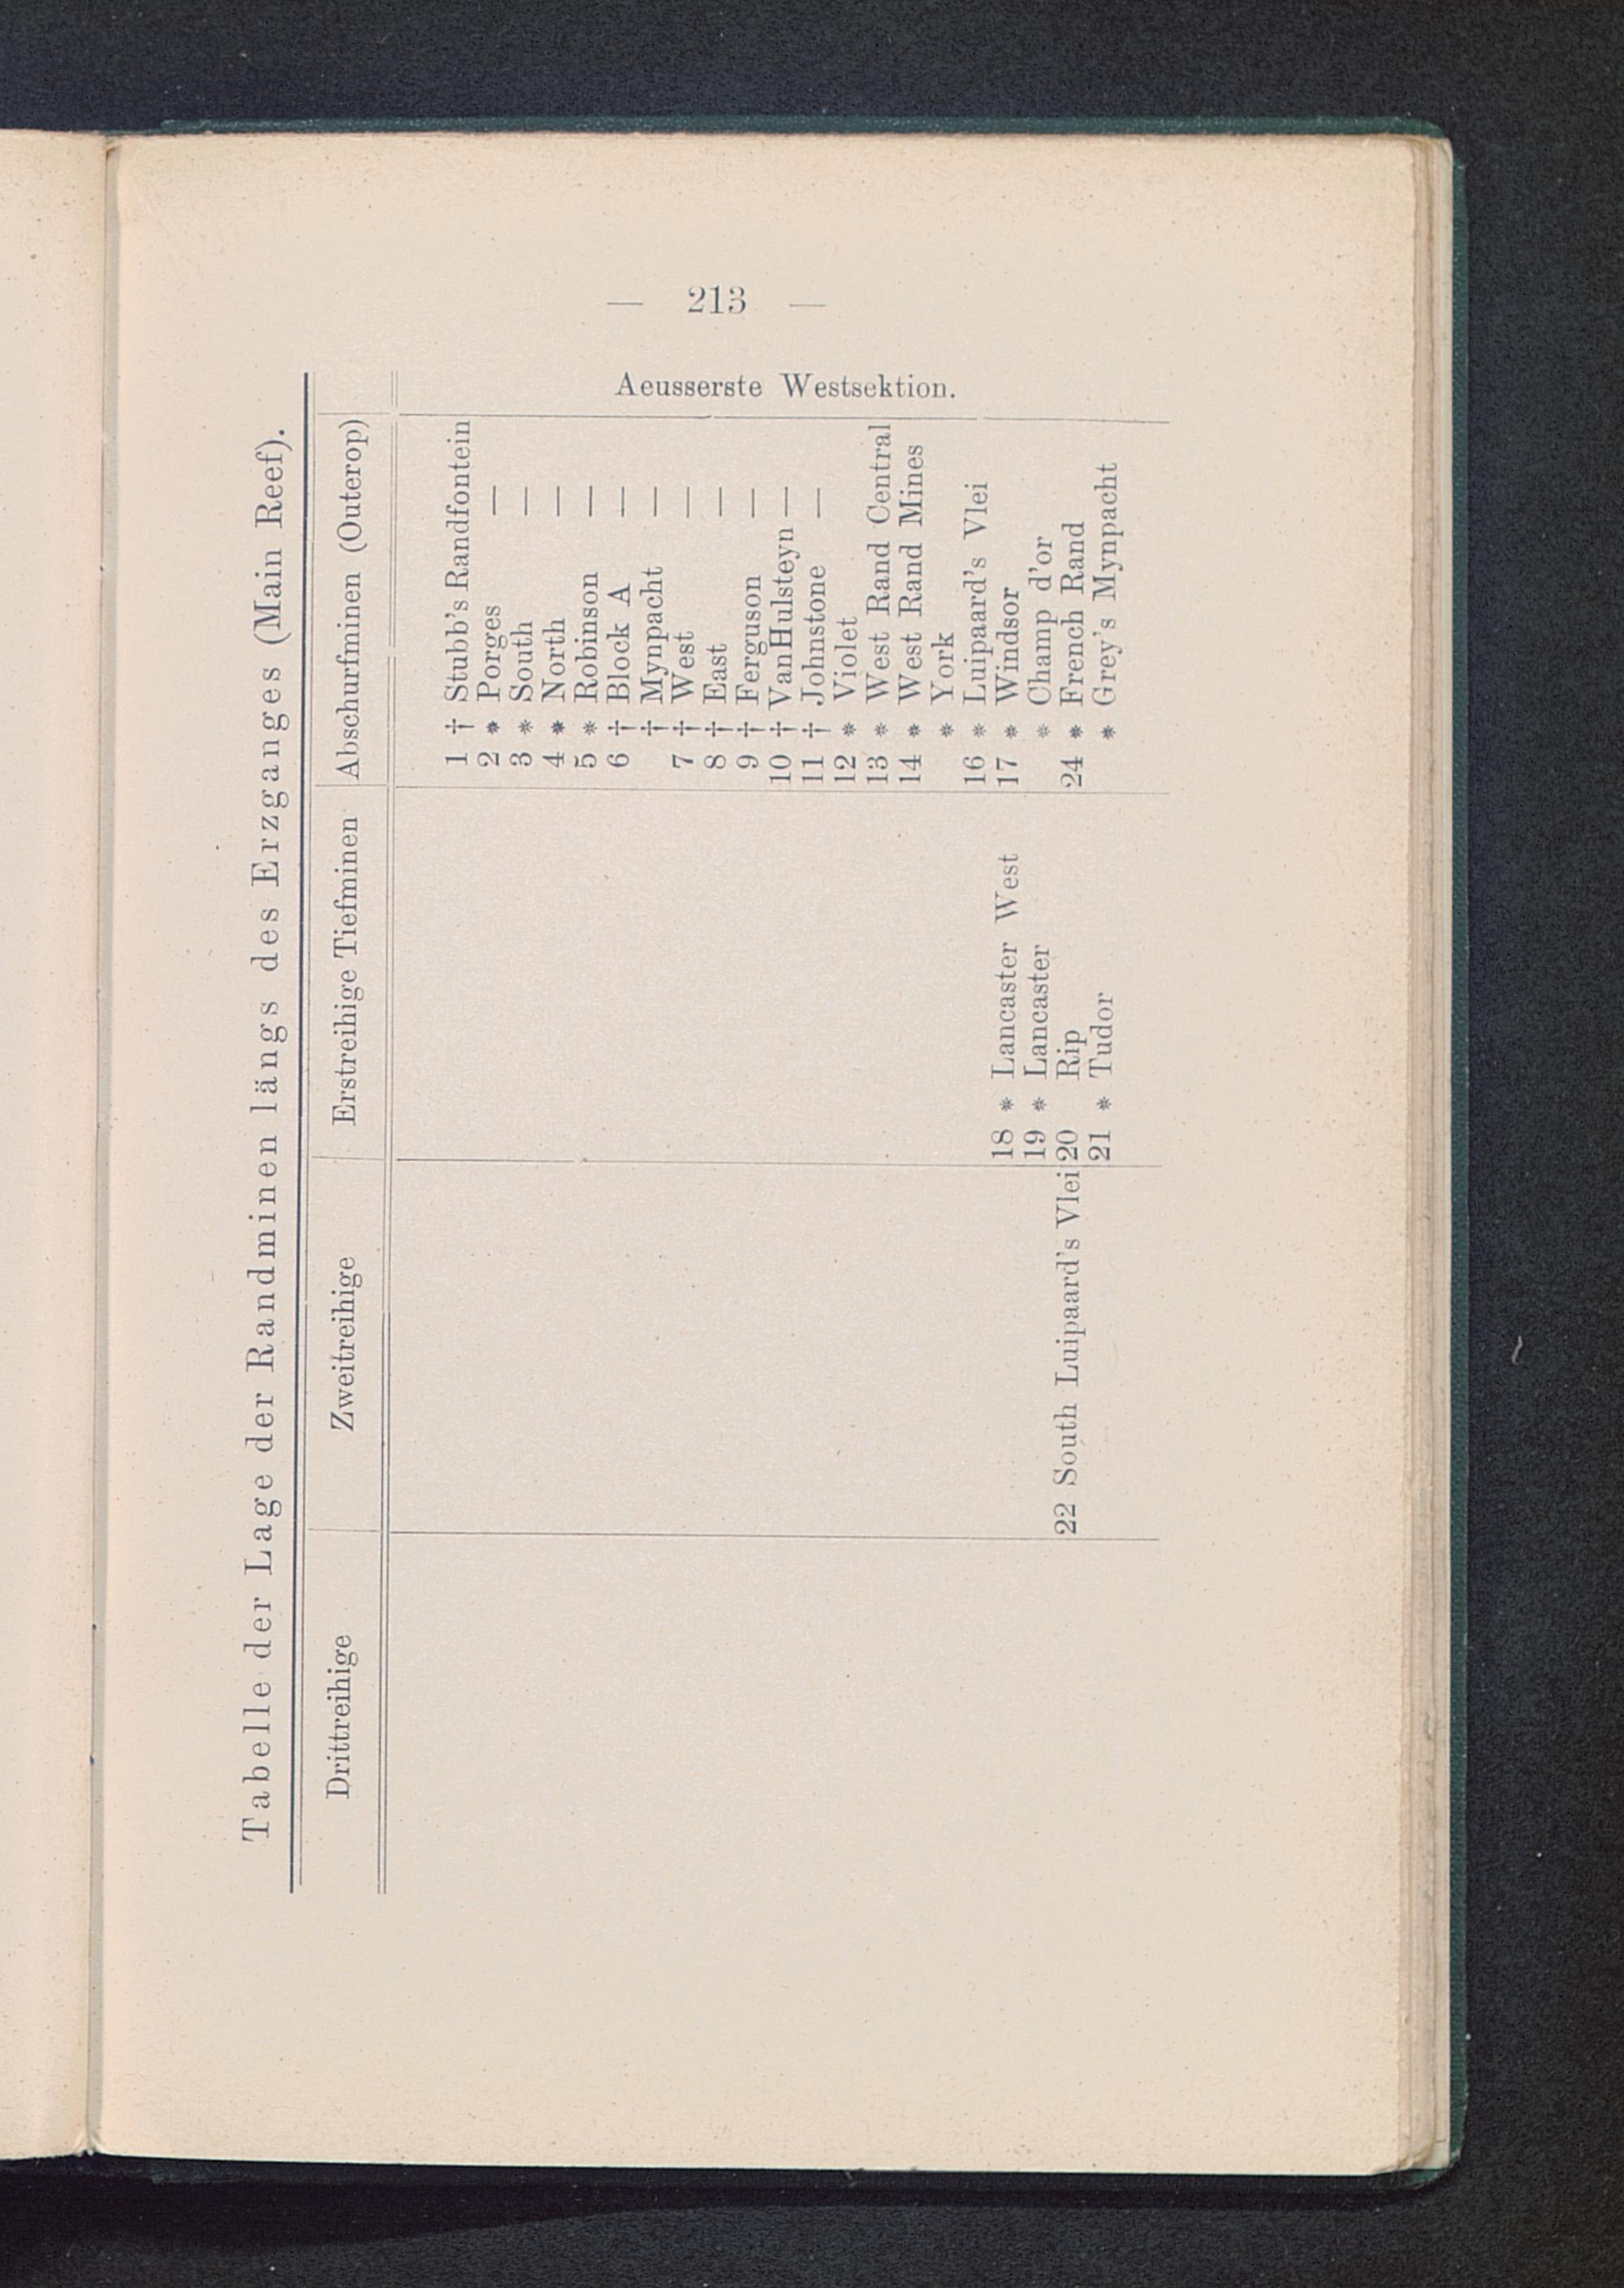 — 213 —
Tabelle der Lage der Randminen längs des Erzganges (Main Reef).
Drittreihige Zweitreihige Erstreihige Tiefminen Abschurfminen (Outerop)
1 † Stubb's Randfontein
2 * Porges —
3 * South —
4 * North —
5 * Robinson —
6 † Block A —
† Mynpacht —
7 † West —
8 † East —
9 † Ferguson —
10 † VanHulsteyn —
11 † Johnstone —
12 * Violet
13 * West Rand Central
14 * West Rand Mines
* York
16 * Luipaard's Vlei
18 * Lancaster West 17 * Windsor
19 * Lancaster * Champ d'or
22 South Luipaard's Vlei 20 Rip 24 * French Rand
21 * Tudor * Grey's Mynpacht
Aeusserste Westsektion.